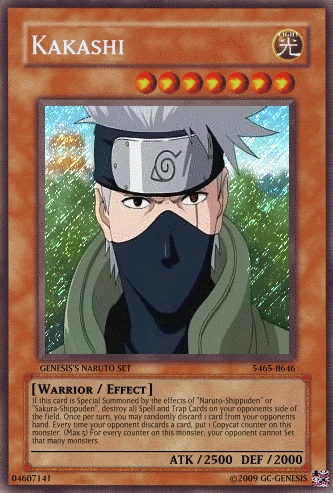 KAKASHI
LIGHT
光
GENESIS'S NARUTO SET 5465-8646
[WARRIOR / EFFECT]
If this card is Special Summoned by the effects of "Naruto-Shippuden" or
"Sakura-Shippuden", destroy all Spell and Trap Cards on your opponents side of
the field. Once per turn, you may randomly discard 1 card from your opponents
hand. Every time your opponent discards a card, put 1 Copycat counter on this
monster. (Max 5) For every counter on this monster, your opponent cannot Set
that many monsters.
ATK / 2500 DEF / 2000
04607141 ©2009 GC-GENESIS